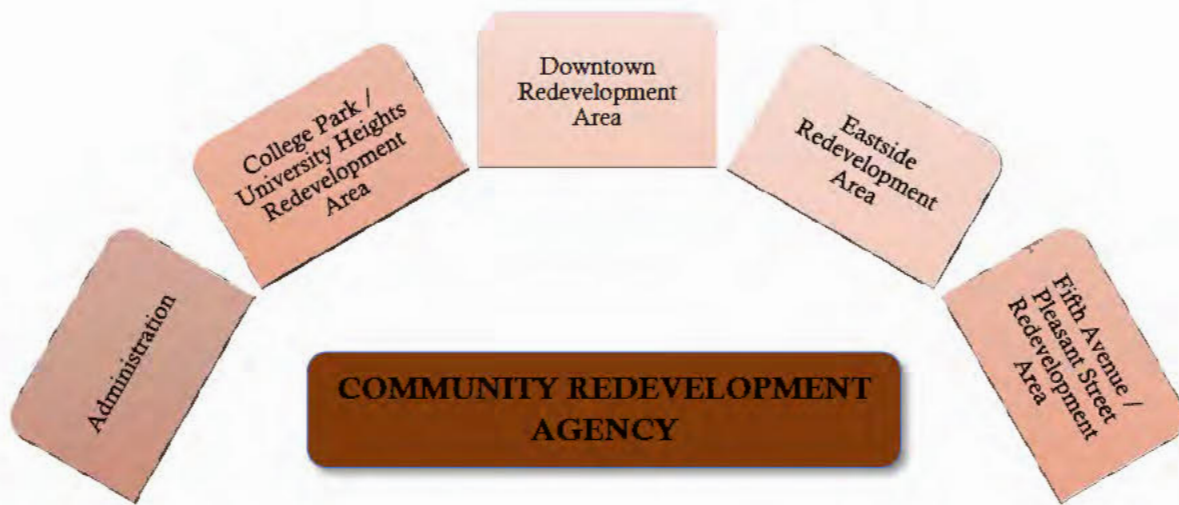 Administration
College Park /
University Heights
Redevelopment
Area
Downtown
Redevelopment
Area
Eastside
Redevelopment
Area
Fifth Avenue /
Pleasant Street
Redevelopment
Area
COMMUNITY REDEVELOPMENT
AGENCY